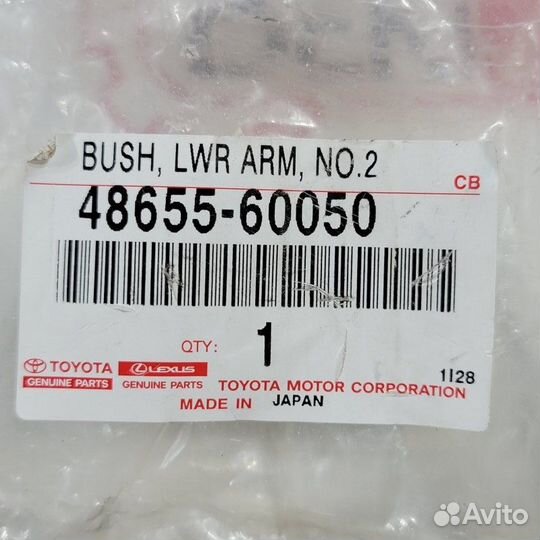 BUSH, LWR ARM, NO.2
CB
48655-60050
QTY: 1
TOYOTA LEXUS
GENUINE PARTS GENUINE PARTS TOYOTA MOTOR CORPORATION 1I28
MADE IN JAPAN
Avito